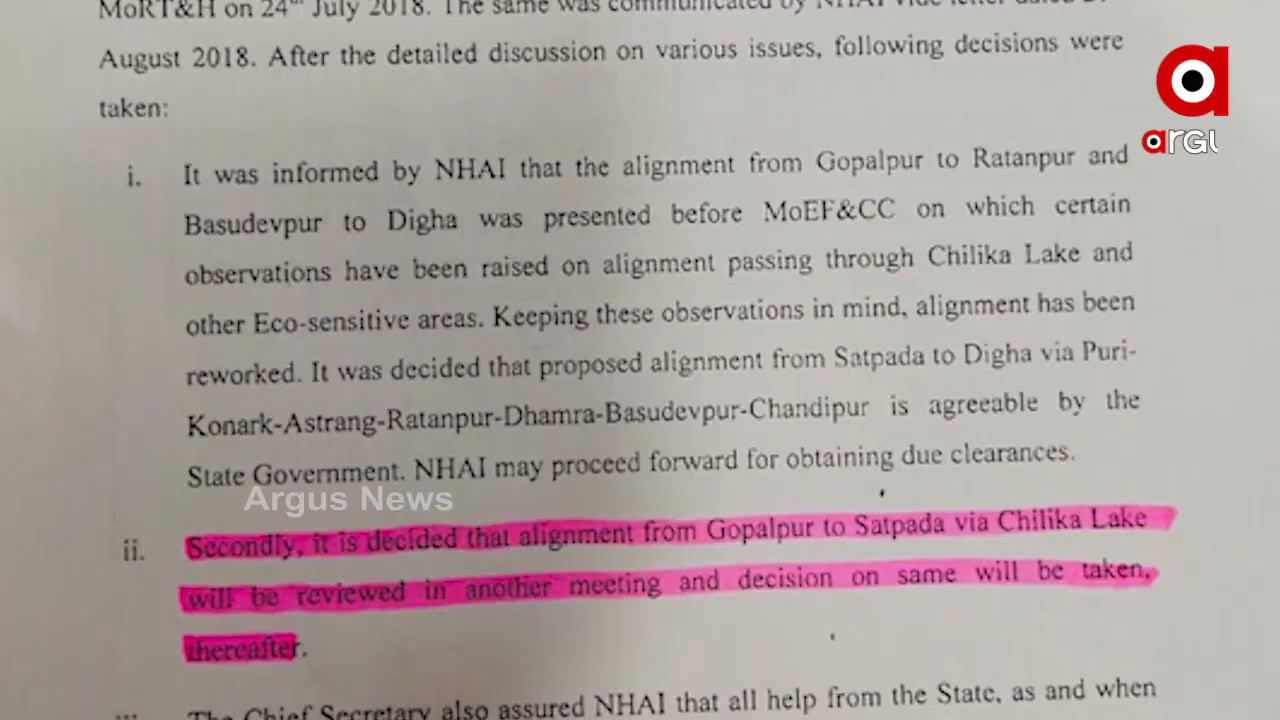 MoRT&H on 24th July 2018. The same was communicated by NHAI vide letter dated
August 2018. After the detailed discussion on various issues, following decisions were
taken:
i. It was informed by NHAI that the alignment from Gopalpur to Ratanpur and
Basudevpur to Digha was presented before MoEF&CC on which certain
observations have been raised on alignment passing through Chilika Lake and
other Eco-sensitive areas. Keeping these observations in mind, alignment has been
reworked. It was decided that proposed alignment from Satpada to Digha via Puri-
Konark-Astrang-Ratanpur-Dhamra-Basudevpur-Chandipur is agreeable by the
State Government. NHAI may proceed forward for obtaining due clearances.
ii. Secondly, it is decided that alignment from Gopalpur to Satpada via Chilika Lake
will be reviewed in another meeting and decision on same will be taken,
thereafter.
iii. The Chief Secretary also assured NHAI that all help from the State, as and when
Argus News
a
argu